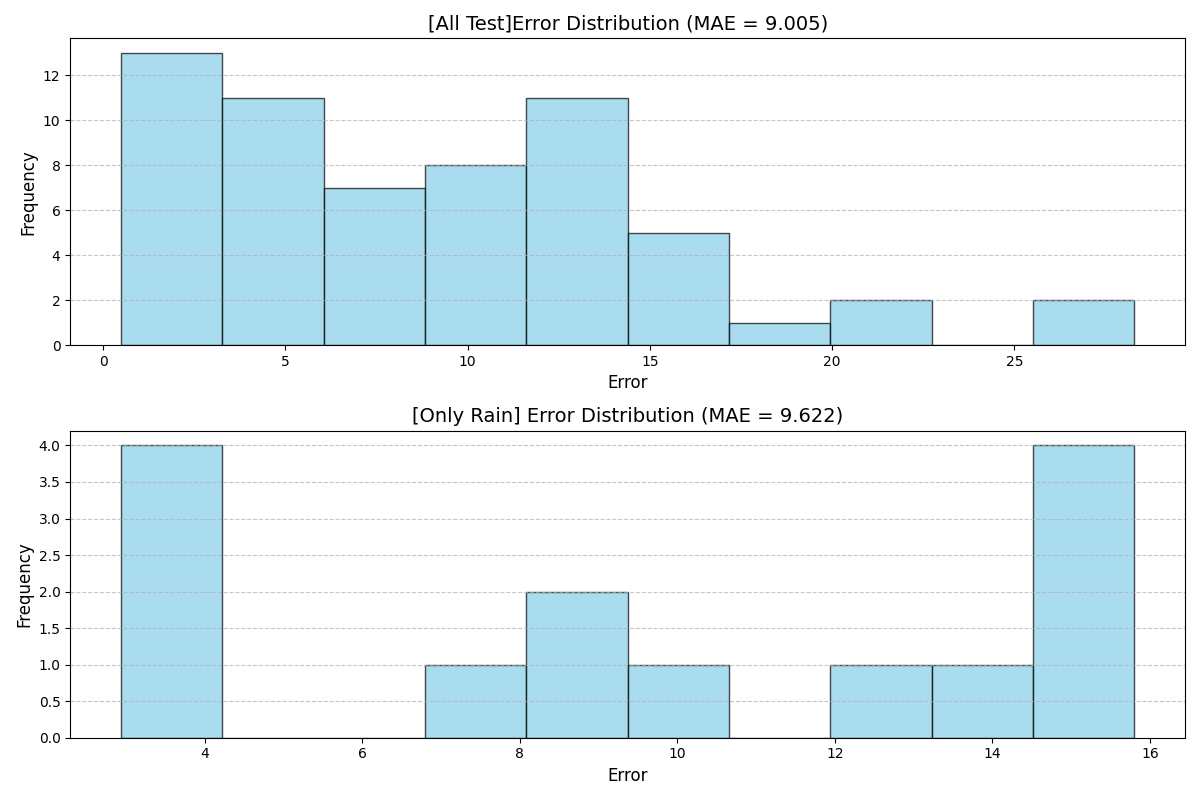 [All Test]Error Distribution (MAE = 9.005)
12
10
8
6
4
2
0
Frequency
0 5 10 15 20 25
Error
[Only Rain] Error Distribution (MAE = 9.622)
4.0
3.5
3.0
2.5
2.0
1.5
1.0
0.5
0.0
Frequency
4 6 8 10 12 14 16
Error